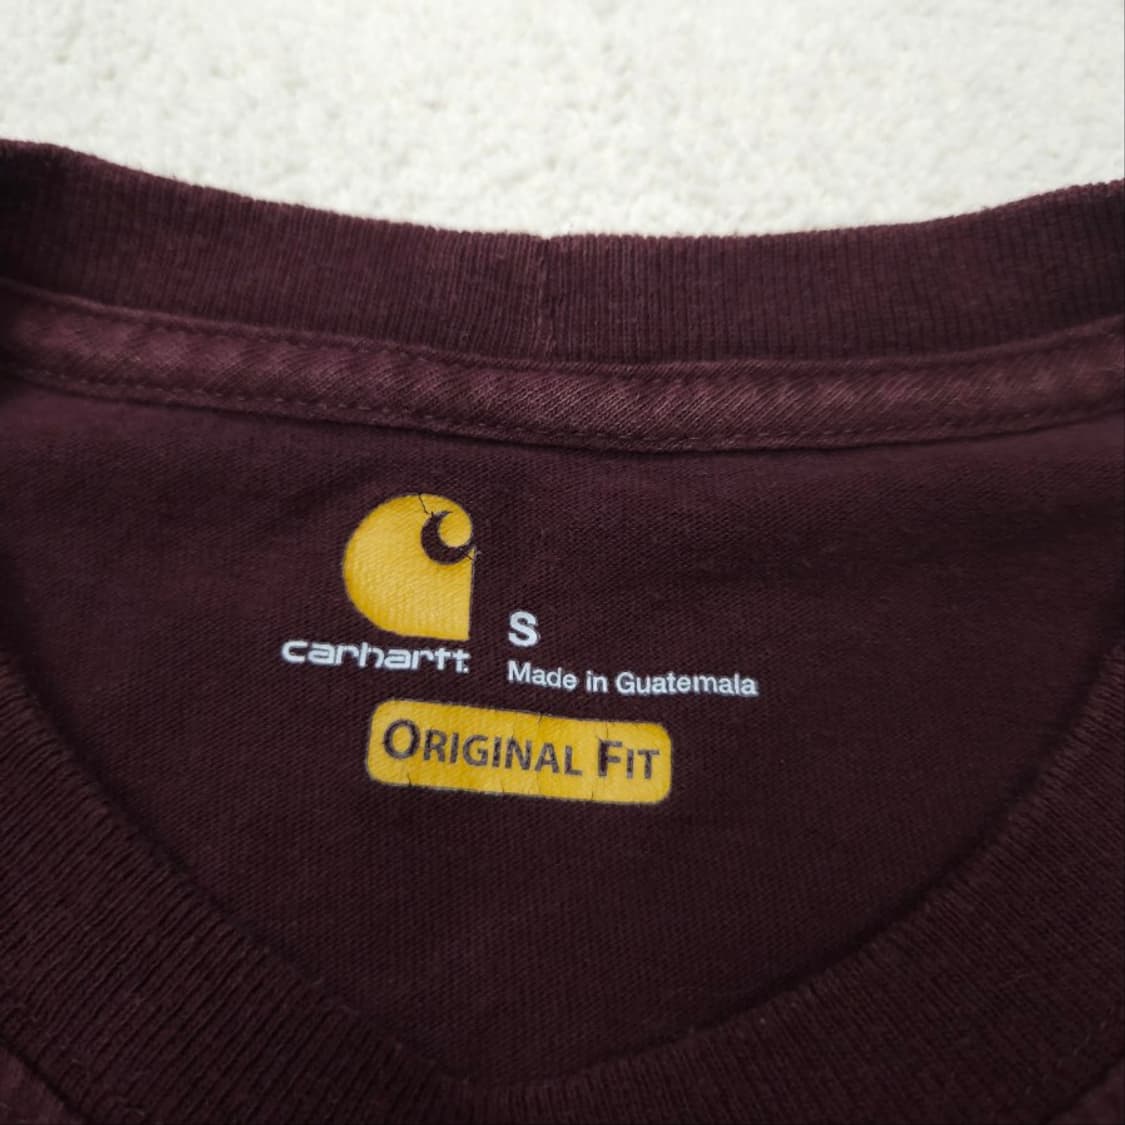 carhartt
S
Made in Guatemala
ORIGINAL FIT